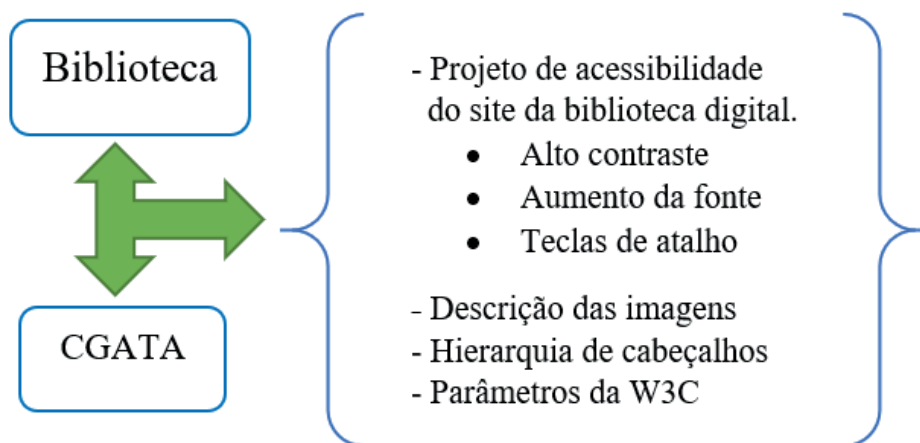 Biblioteca
CGATA
- Projeto de acessibilidade
do site da biblioteca digital.
• Alto contraste
• Aumento da fonte
• Teclas de atalho
- Descrição das imagens
- Hierarquia de cabeçalhos
- Parâmetros da W3C